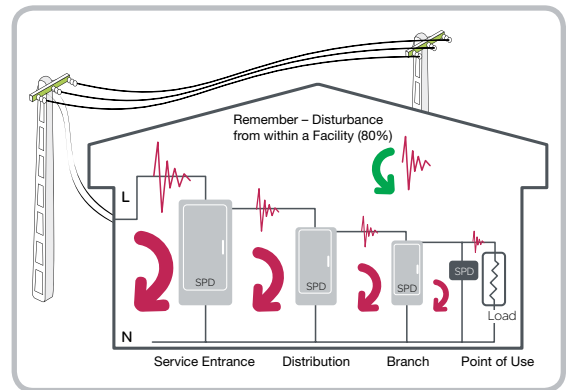 Remember – Disturbance
from within a Facility (80%)
L
SPD
SPD
SPD
SPD
Load
N
Service Entrance
Distribution
Branch
Point of Use